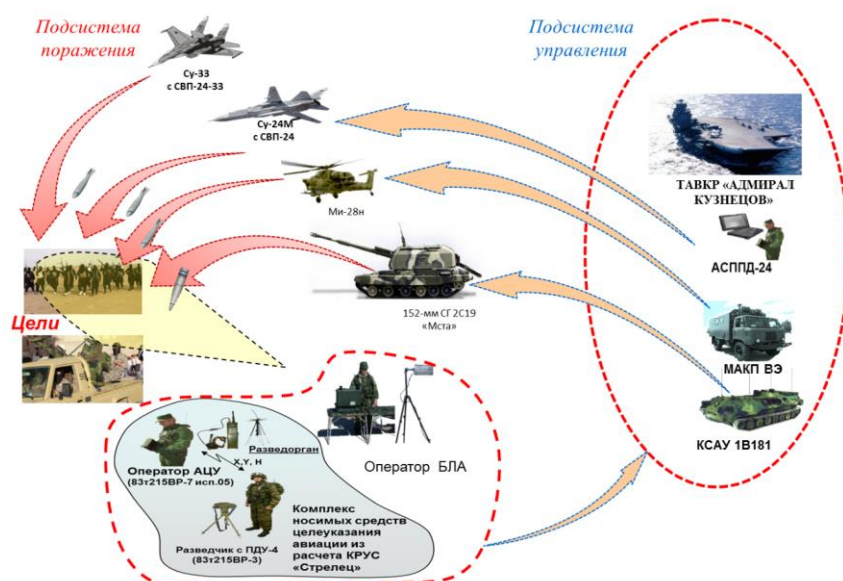 Подсистема
поражения
Подсистема
управления
Су-33
с СВП-24-33
Су-24М
с СВП-24
Ми-28н
152-мм СГ 2С19
«Мста»
ТАВКР «АДМИРАЛ
КУЗНЕЦОВ»
АСППД-24
МАКП ВЭ
КСАУ 1В181
Цели
Оператор БЛА
Разведорган
X,Y, H
Оператор АЦУ
(83т215ВР-7 исп.05)
Разведчик с ПДУ-4
(83т215ВР-3)
Комплекс
носимых средств
целеуказания
авиации из
расчета КРУС
«Стрелец»